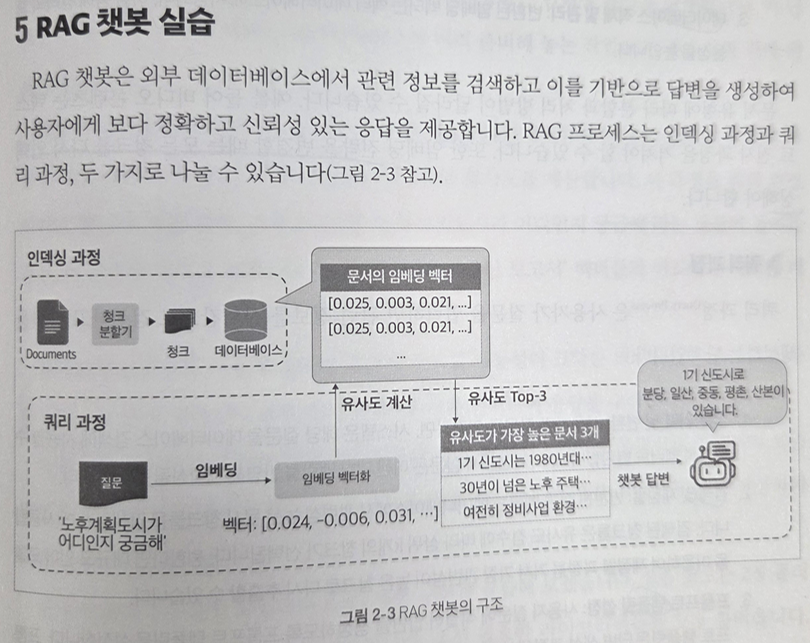 5 RAG 챗봇 실습
RAG 챗봇은 외부 데이터베이스에서 관련 정보를 검색하고 이를 기반으로 답변을 생성하여
사용자에게 보다 정확하고 신뢰성 있는 응답을 제공합니다. RAG 프로세스는 인덱싱 과정과 쿼
리 과정, 두 가지로 나눌 수 있습니다(그림 2-3 참고).
인덱싱 과정
Documents
청크
분할기
청크
데이터베이스
문서의 임베딩 벡터
[0.025, 0.003, 0.021, ...]
[0.025, 0.003, 0.021, ...]
...
유사도 계산
유사도 Top-3
1기 신도시로
분당, 일산, 중동, 평촌, 산본이
있습니다.
쿼리 과정
질문
'노후계획도시가
어디인지 궁금해'
임베딩
임베딩 벡터화
벡터: [0.024, -0.006, 0.031, …]
유사도가 가장 높은 문서 3개
1기 신도시는 1980년대…
30년이 넘은 노후 주택…
여전히 정비사업 환경…
챗봇 답변
그림 2-3 RAG 챗봇의 구조